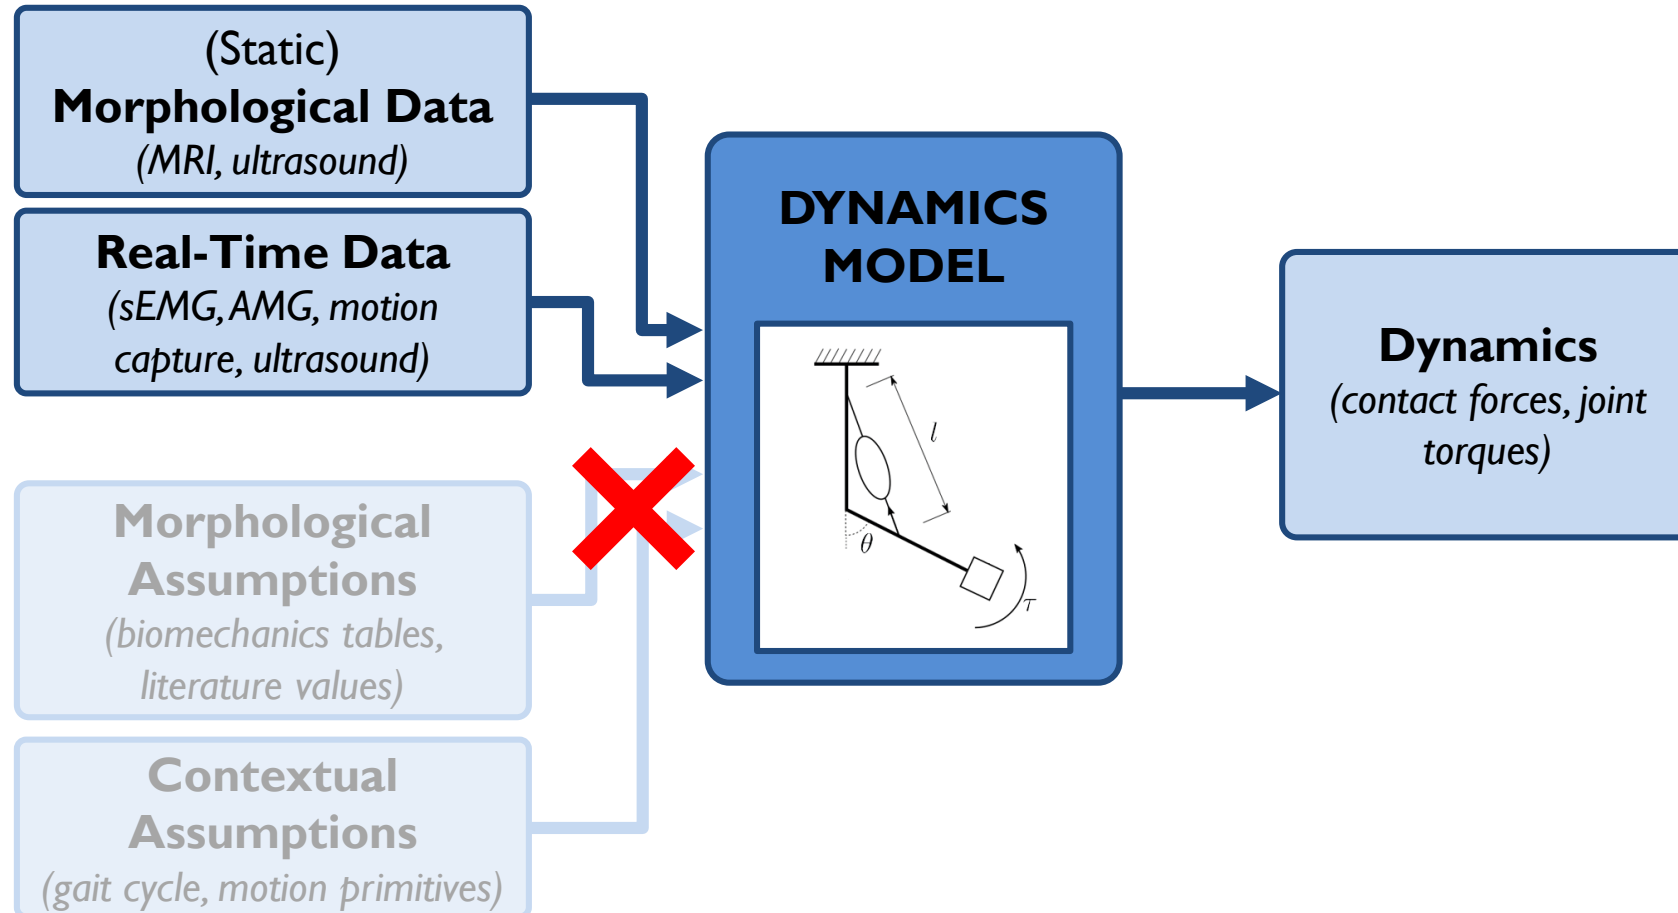 (Static)
Morphological Data
(MRI, ultrasound)
Real-Time Data
(sEMG, AMG, motion
capture, ultrasound)
Morphological
Assumptions
(biomechanics tables,
literature values)
Contextual
Assumptions
(gait cycle, motion primitives)
DYNAMICS
MODEL
l
θ
τ
Dynamics
(contact forces, joint
torques)